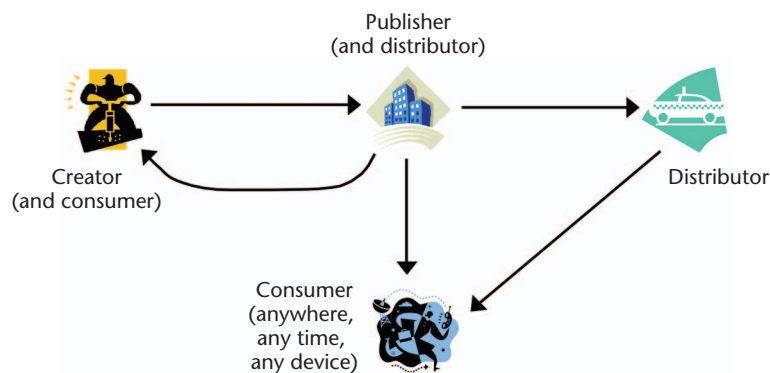 Publisher
(and distributor)
Creator
(and consumer)
Distributor
Consumer
(anywhere,
any time,
any device)